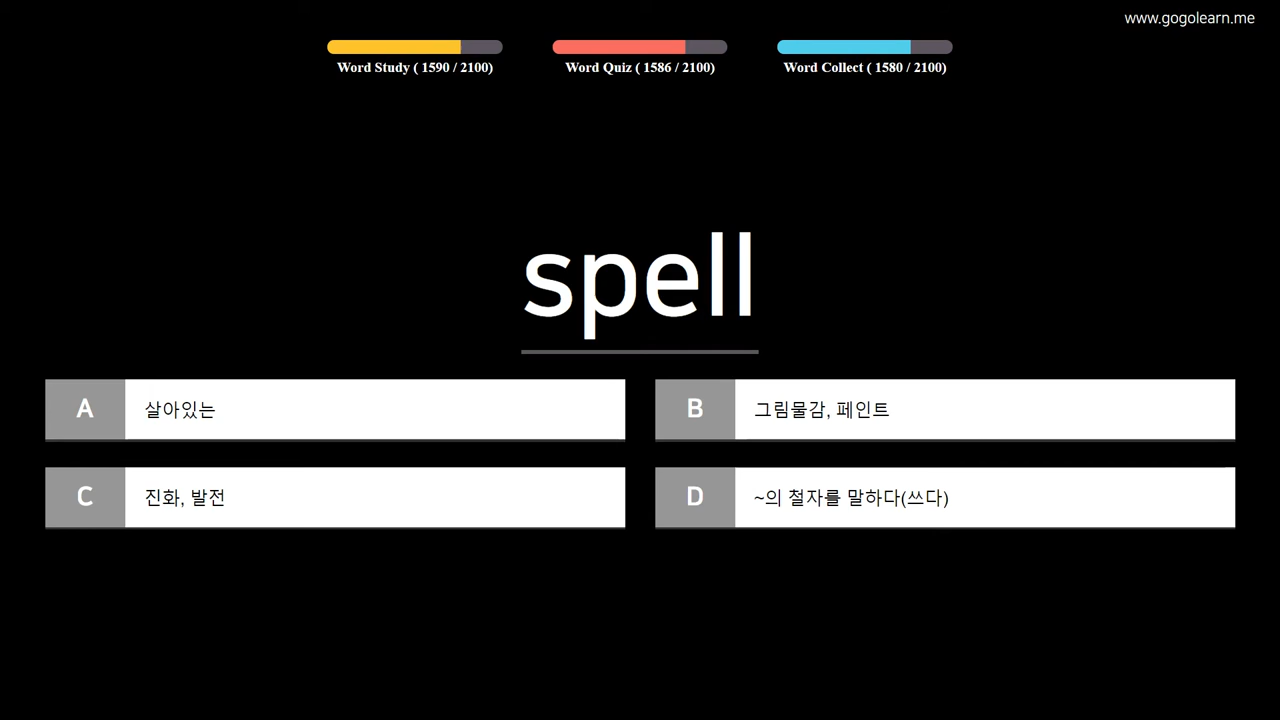 www.gogolearn.me
Word Study ( 1590 / 2100)
Word Quiz ( 1586 / 2100)
Word Collect ( 1580 / 2100)
spell
A 살아있는
B 그림물감, 페인트
C 진화, 발전
D ~의 철자를 말하다(쓰다)